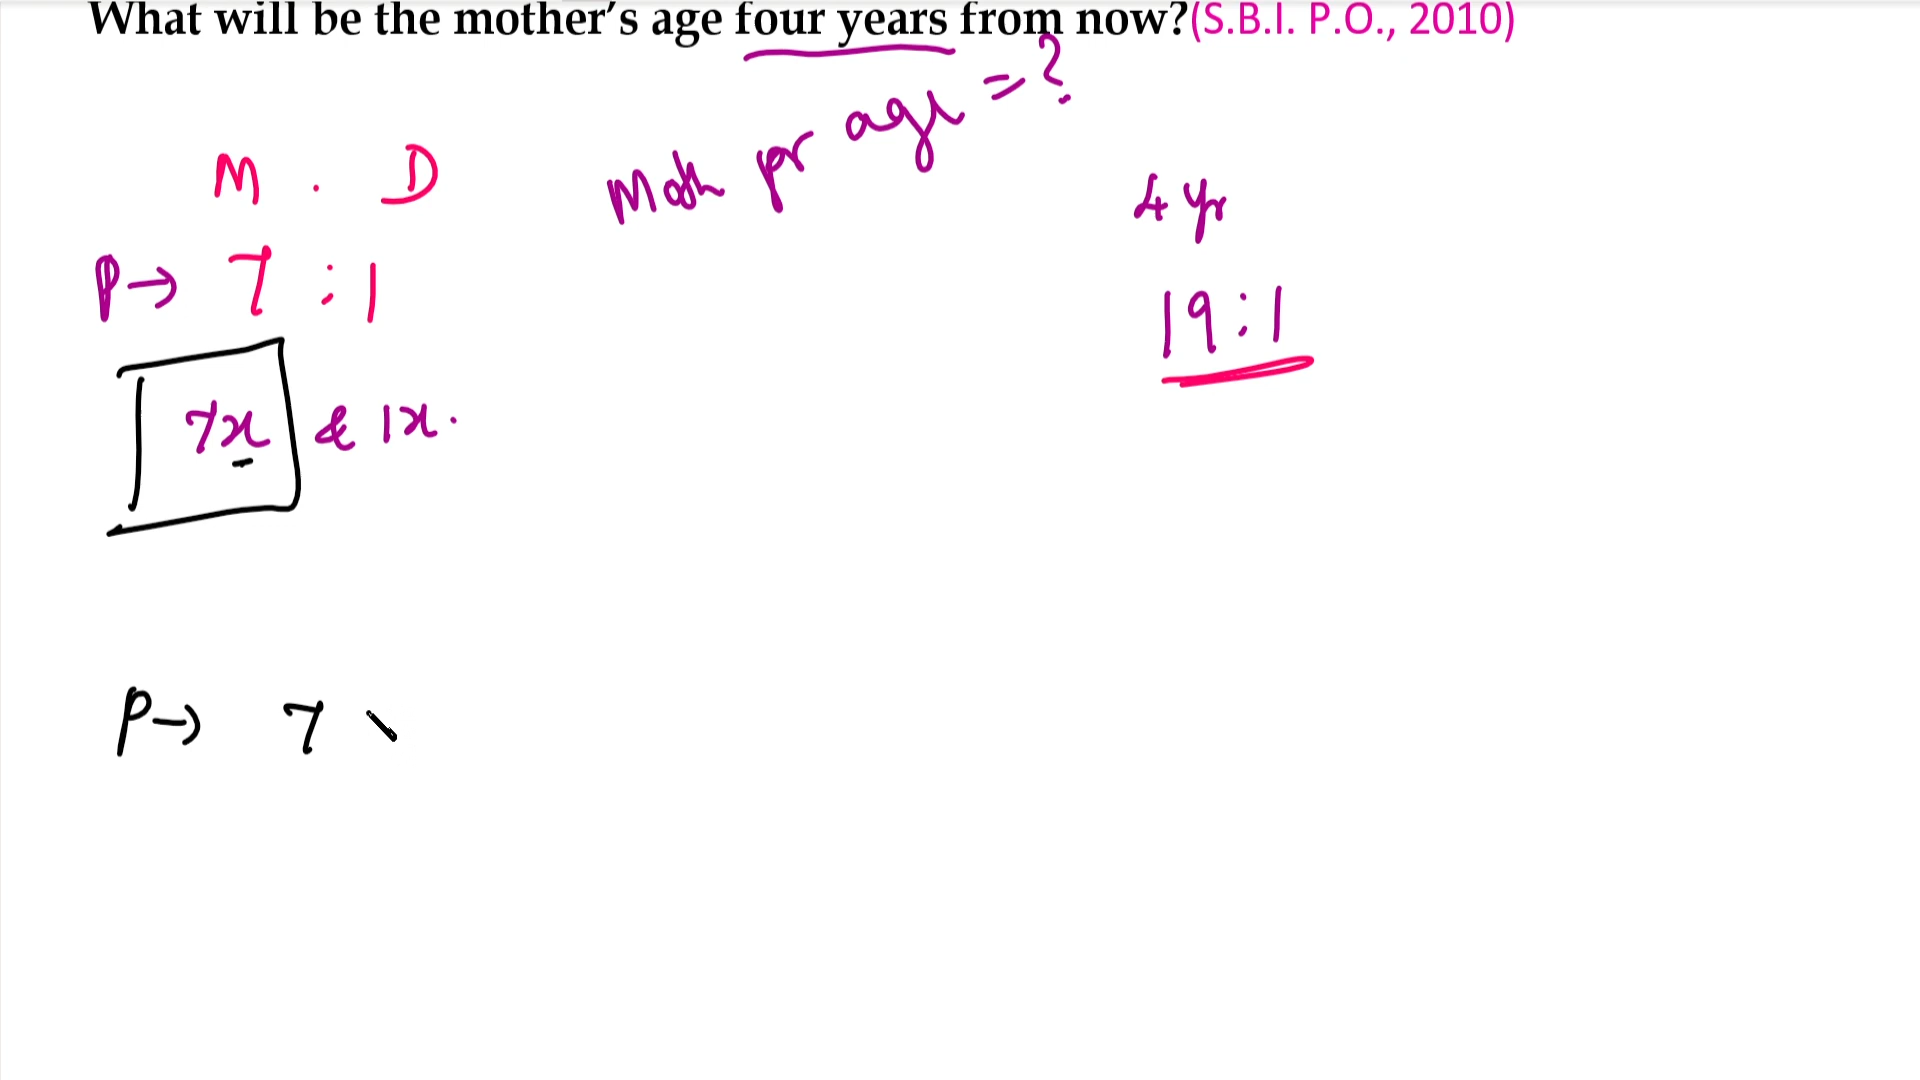 What will be the mother's age four years from now?(S.B.I. P.O., 2010)
Moth pr age = ?
M . D
4 yr
P→ 7 : 1
19:1
7x & 1x.
P→ 7